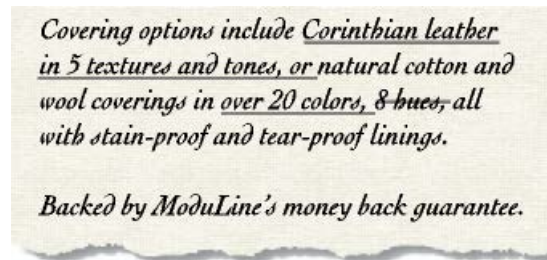 Covering options include Corinthian leather
in 5 textures and tones, or natural cotton and
wool coverings in over 20 colors, 8 hues, all
with stain-proof and tear-proof linings.
Backed by ModuLine's money back guarantee.